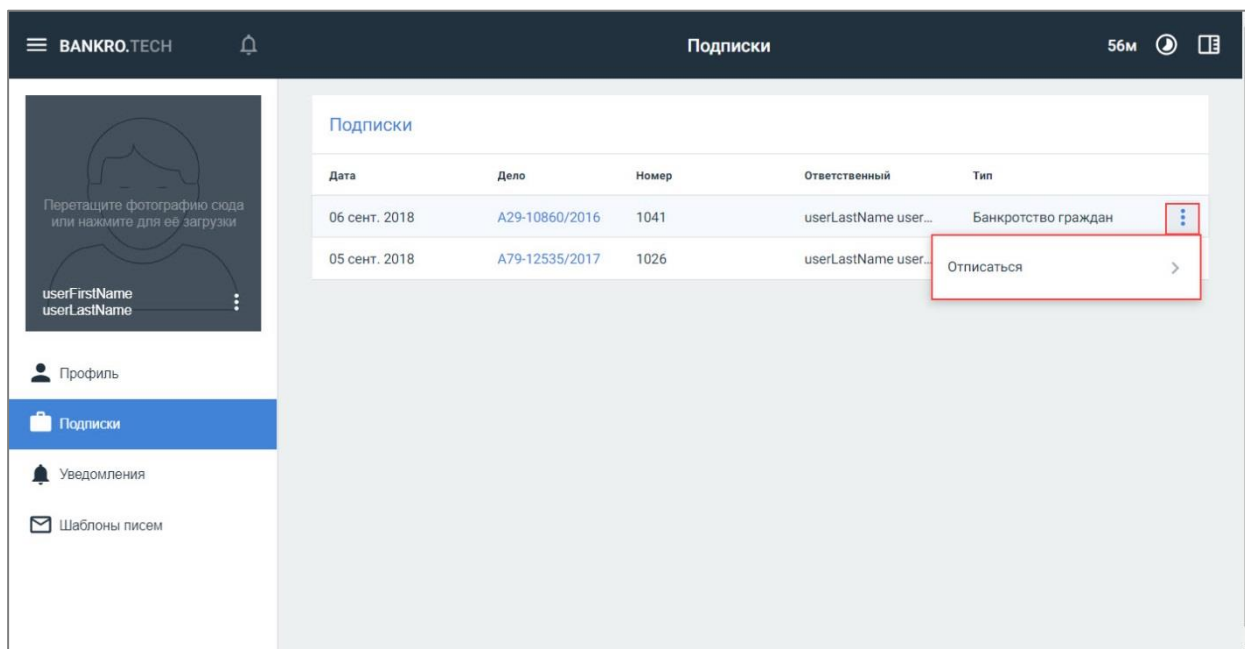 BANKRO.TECH
Подписки
56м
Перетащите фотографию сюда
или нажмите для её загрузки
userFirstName
userLastName
Профиль
Подписки
Уведомления
Шаблоны писем
Подписки
Дата Дело Номер Ответственный Тип
06 сент. 2018 А29-10860/2016 1041 userLastName user... Банкротство граждан
05 сент. 2018 А79-12535/2017 1026 userLastName user...
Отписаться